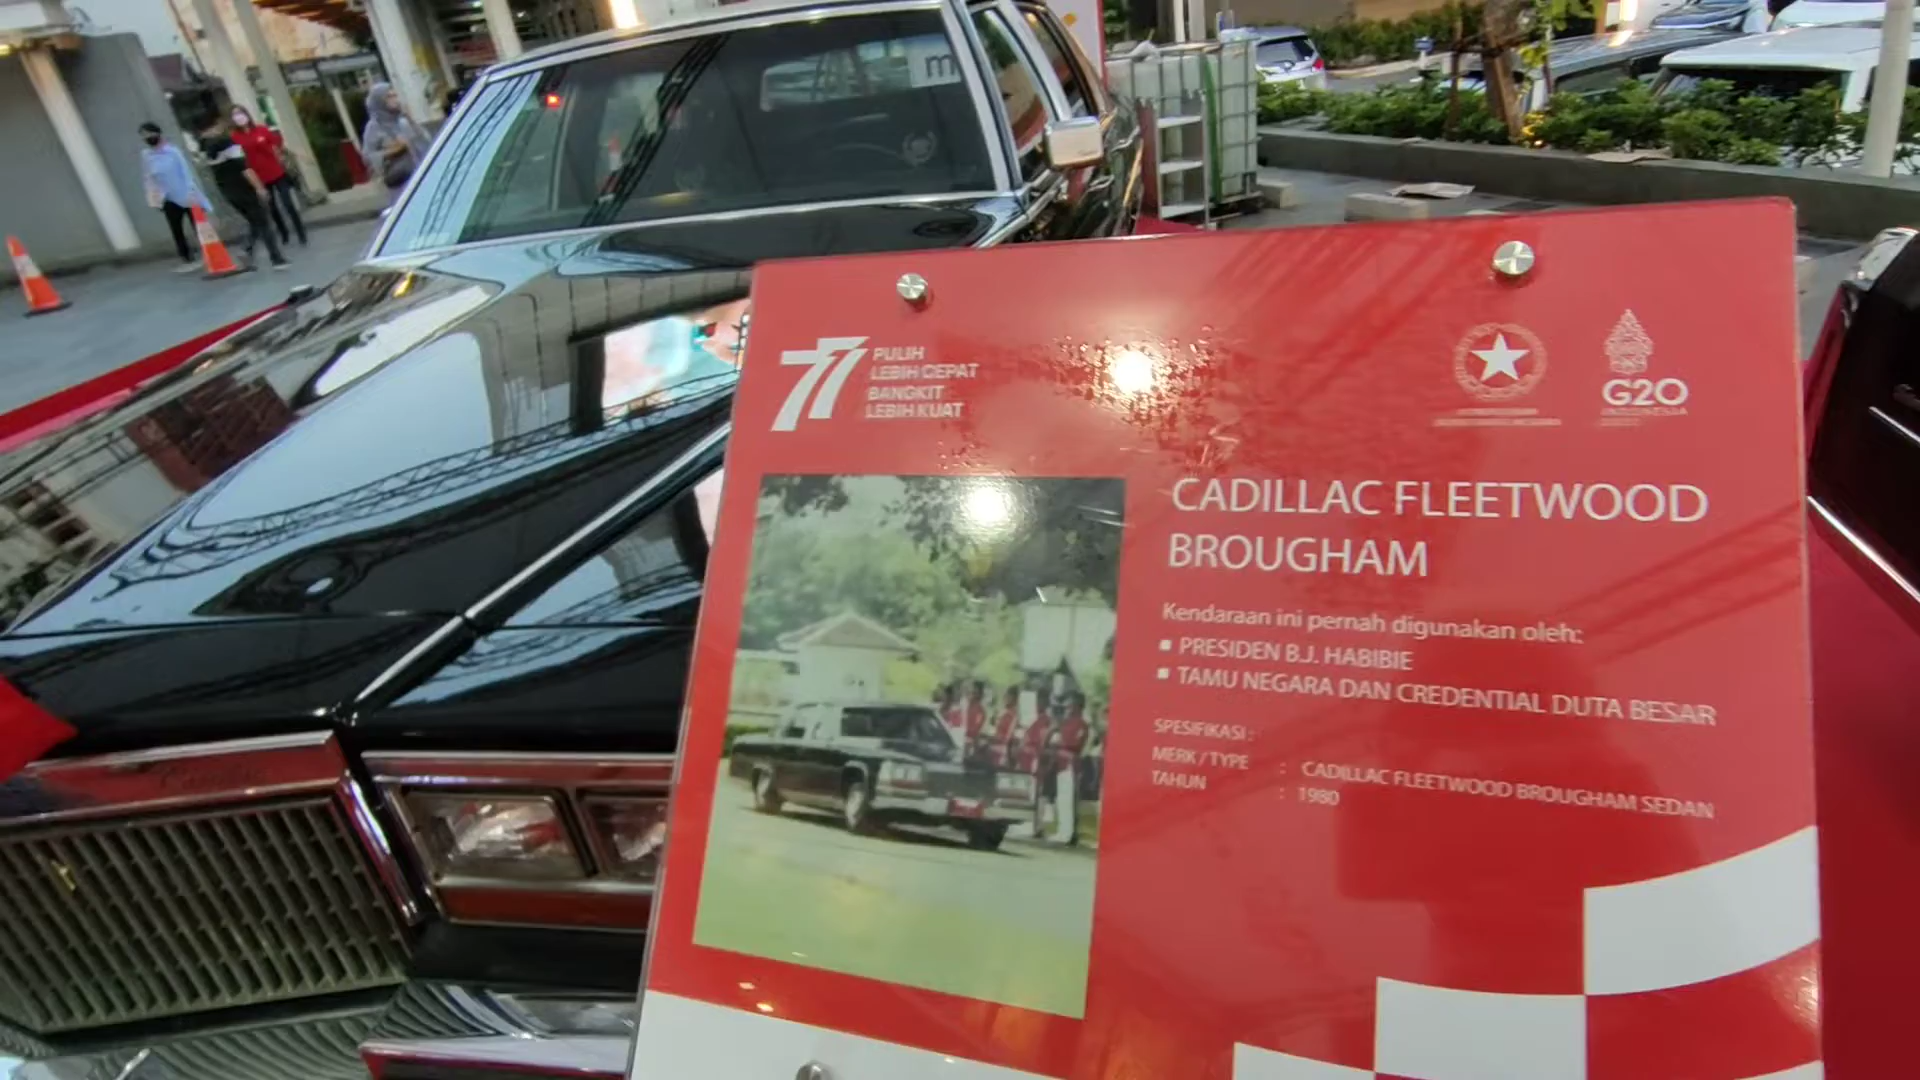 77
PULIH
LEBIH CEPAT
BANGKIT
LEBIH KUAT
G20
INDONESIA
CADILLAC FLEETWOOD
BROUGHAM
Kendaraan ini pernah digunakan oleh:
▪ PRESIDEN B.J. HABIBIE
▪ TAMU NEGARA DAN CREDENTIAL DUTA BESAR
SPESIFIKASI :
MERK / TYPE : CADILLAC FLEETWOOD BROUGHAM SEDAN
TAHUN : 1980
m